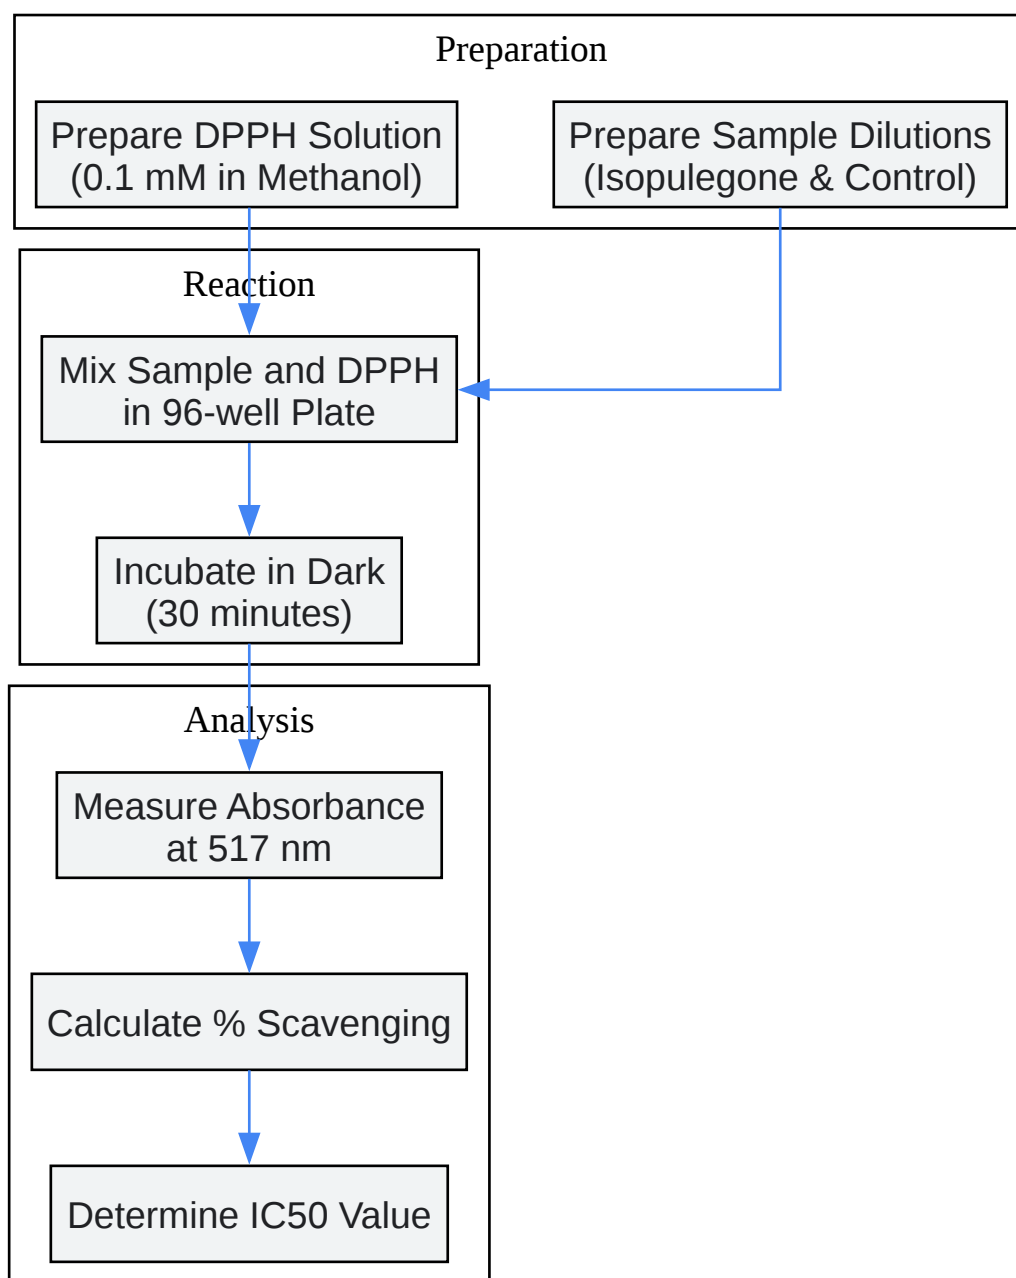 Preparation
Prepare DPPH Solution
(0.1 mM in Methanol)
Prepare Sample Dilutions
(Isopulegone & Control)
Reaction
Mix Sample and DPPH
in 96-well Plate
Incubate in Dark
(30 minutes)
Analysis
Measure Absorbance
at 517 nm
Calculate % Scavenging
Determine IC50 Value